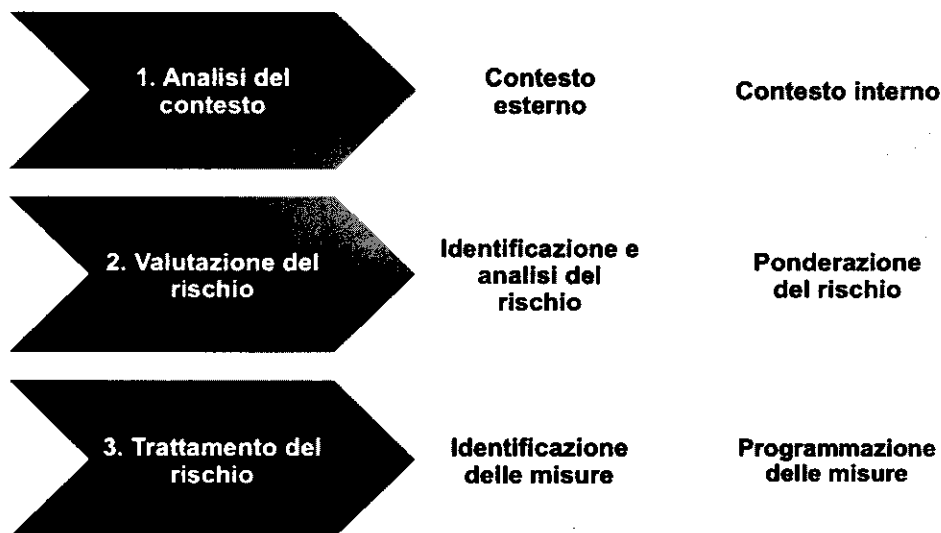 1. Analisi del
contesto
Contesto
esterno
Contesto interno
2. Valutazione del
rischio
Identificazione e
analisi del
rischio
Ponderazione
del rischio
3. Trattamento del
rischio
Identificazione
delle misure
Programmazione
delle misure